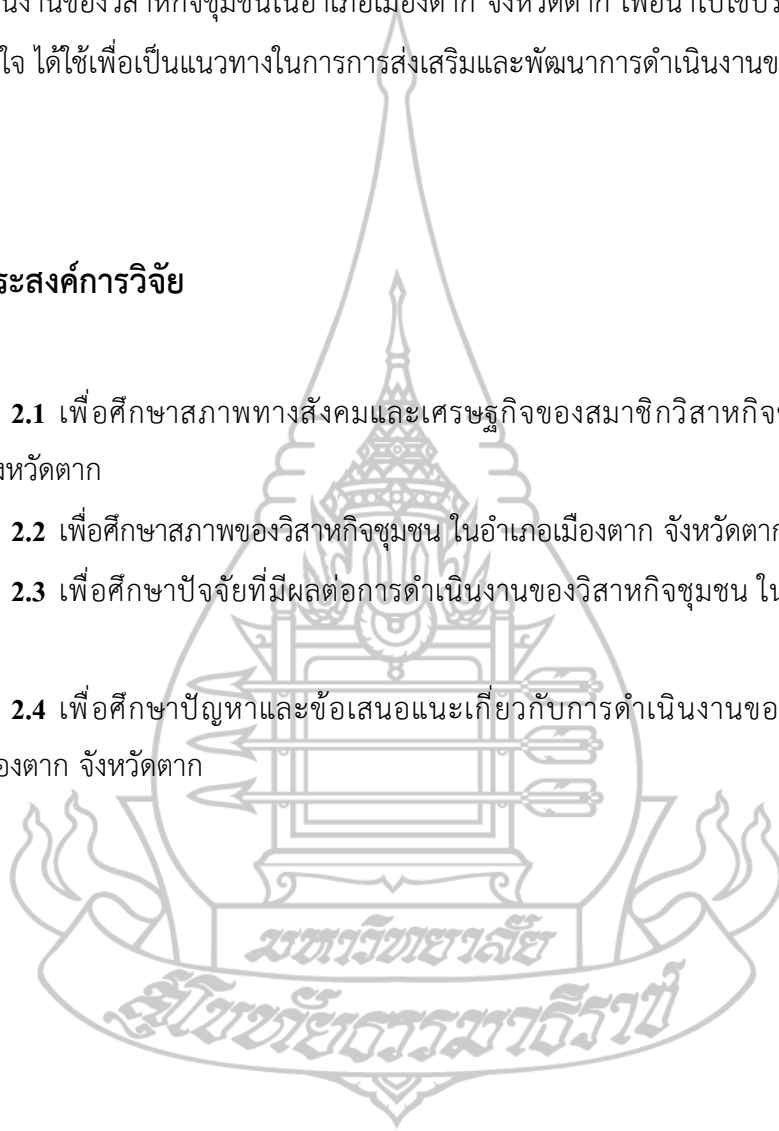 นงานของวิสาหกิจชุมชนในอำเภอเมืองตาก จังหวัดตาก เพื่อนำไปใช้ประ
ใจ ได้ใช้เพื่อเป็นแนวทางในการการส่งเสริมและพัฒนาการดำเนินงานข
ระสงค์การวิจัย
2.1 เพื่อศึกษาสภาพทางสังคมและเศรษฐกิจของสมาชิกวิสาหกิจช
ังหวัดตาก
2.2 เพื่อศึกษาสภาพของวิสาหกิจชุมชน ในอำเภอเมืองตาก จังหวัดตาก
2.3 เพื่อศึกษาปัจจัยที่มีผลต่อการดำเนินงานของวิสาหกิจชุมชน ใน
2.4 เพื่อศึกษาปัญหาและข้อเสนอแนะเกี่ยวกับการดำเนินงานขอ
องตาก จังหวัดตาก
มหาวิทยาลัย
สุโขทัยธรรมาธิราช